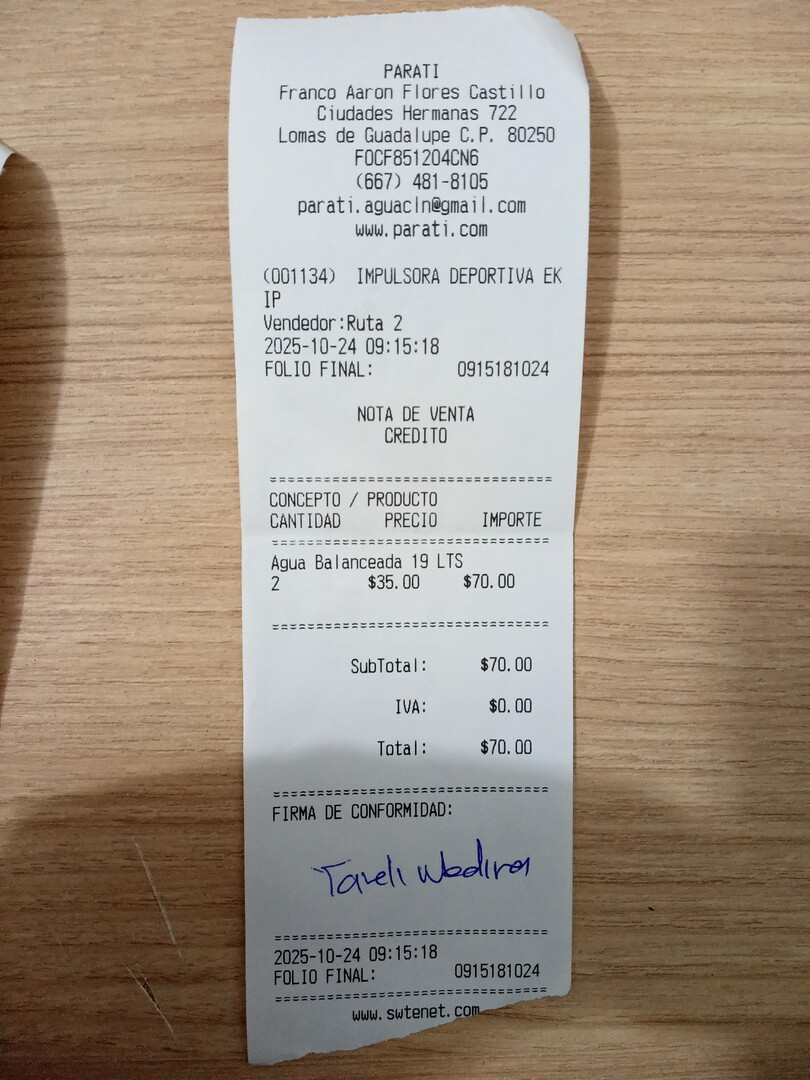 PARATI
Franco Aaron Flores Castillo
Ciudades Hermanas 722
Lomas de Guadalupe C.P. 80250
FOCF851204CN6
(667) 481-8105
parati.aguacln@gmail.com
www.parati.com
(001134) IMPULSORA DEPORTIVA EK
IP
Vendedor:Ruta 2
2025-10-24 09:15:18
FOLIO FINAL: 0915181024
NOTA DE VENTA
CREDITO
===============================
CONCEPTO / PRODUCTO
CANTIDAD PRECIO IMPORTE
===============================
Agua Balanceada 19 LTS
2 $35.00 $70.00
===============================
SubTotal: $70.00
IVA: $0.00
Total: $70.00
===============================
FIRMA DE CONFORMIDAD:
===============================
2025-10-24 09:15:18
FOLIO FINAL: 0915181024
===============================
www.swtenet.com